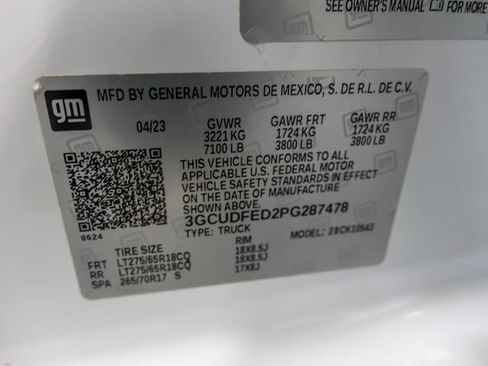 SEE OWNER'S MANUAL FOR MORE
gm
MFD BY GENERAL MOTORS DE MEXICO, S. DE R.L. DE C.V.
04/23 GVWR GAWR FRT GAWR RR
3221 KG 1724 KG 1724 KG
7100 LB 3800 LB 3800 LB
THIS VEHICLE CONFORMS TO ALL
APPLICABLE U.S. FEDERAL MOTOR
VEHICLE SAFETY STANDARDS IN EFFECT
ON THE DATE OF MANUFACTURE
SHOWN ABOVE.
3GCUDFED2PG287478
TYPE: TRUCK MODEL:
8624
TIRE SIZE RIM
FRT LT275/65R18CQ 18X8.5J
RR LT275/65R18CQ 18X8.5J
SPA 265/70R17 S 17X8J